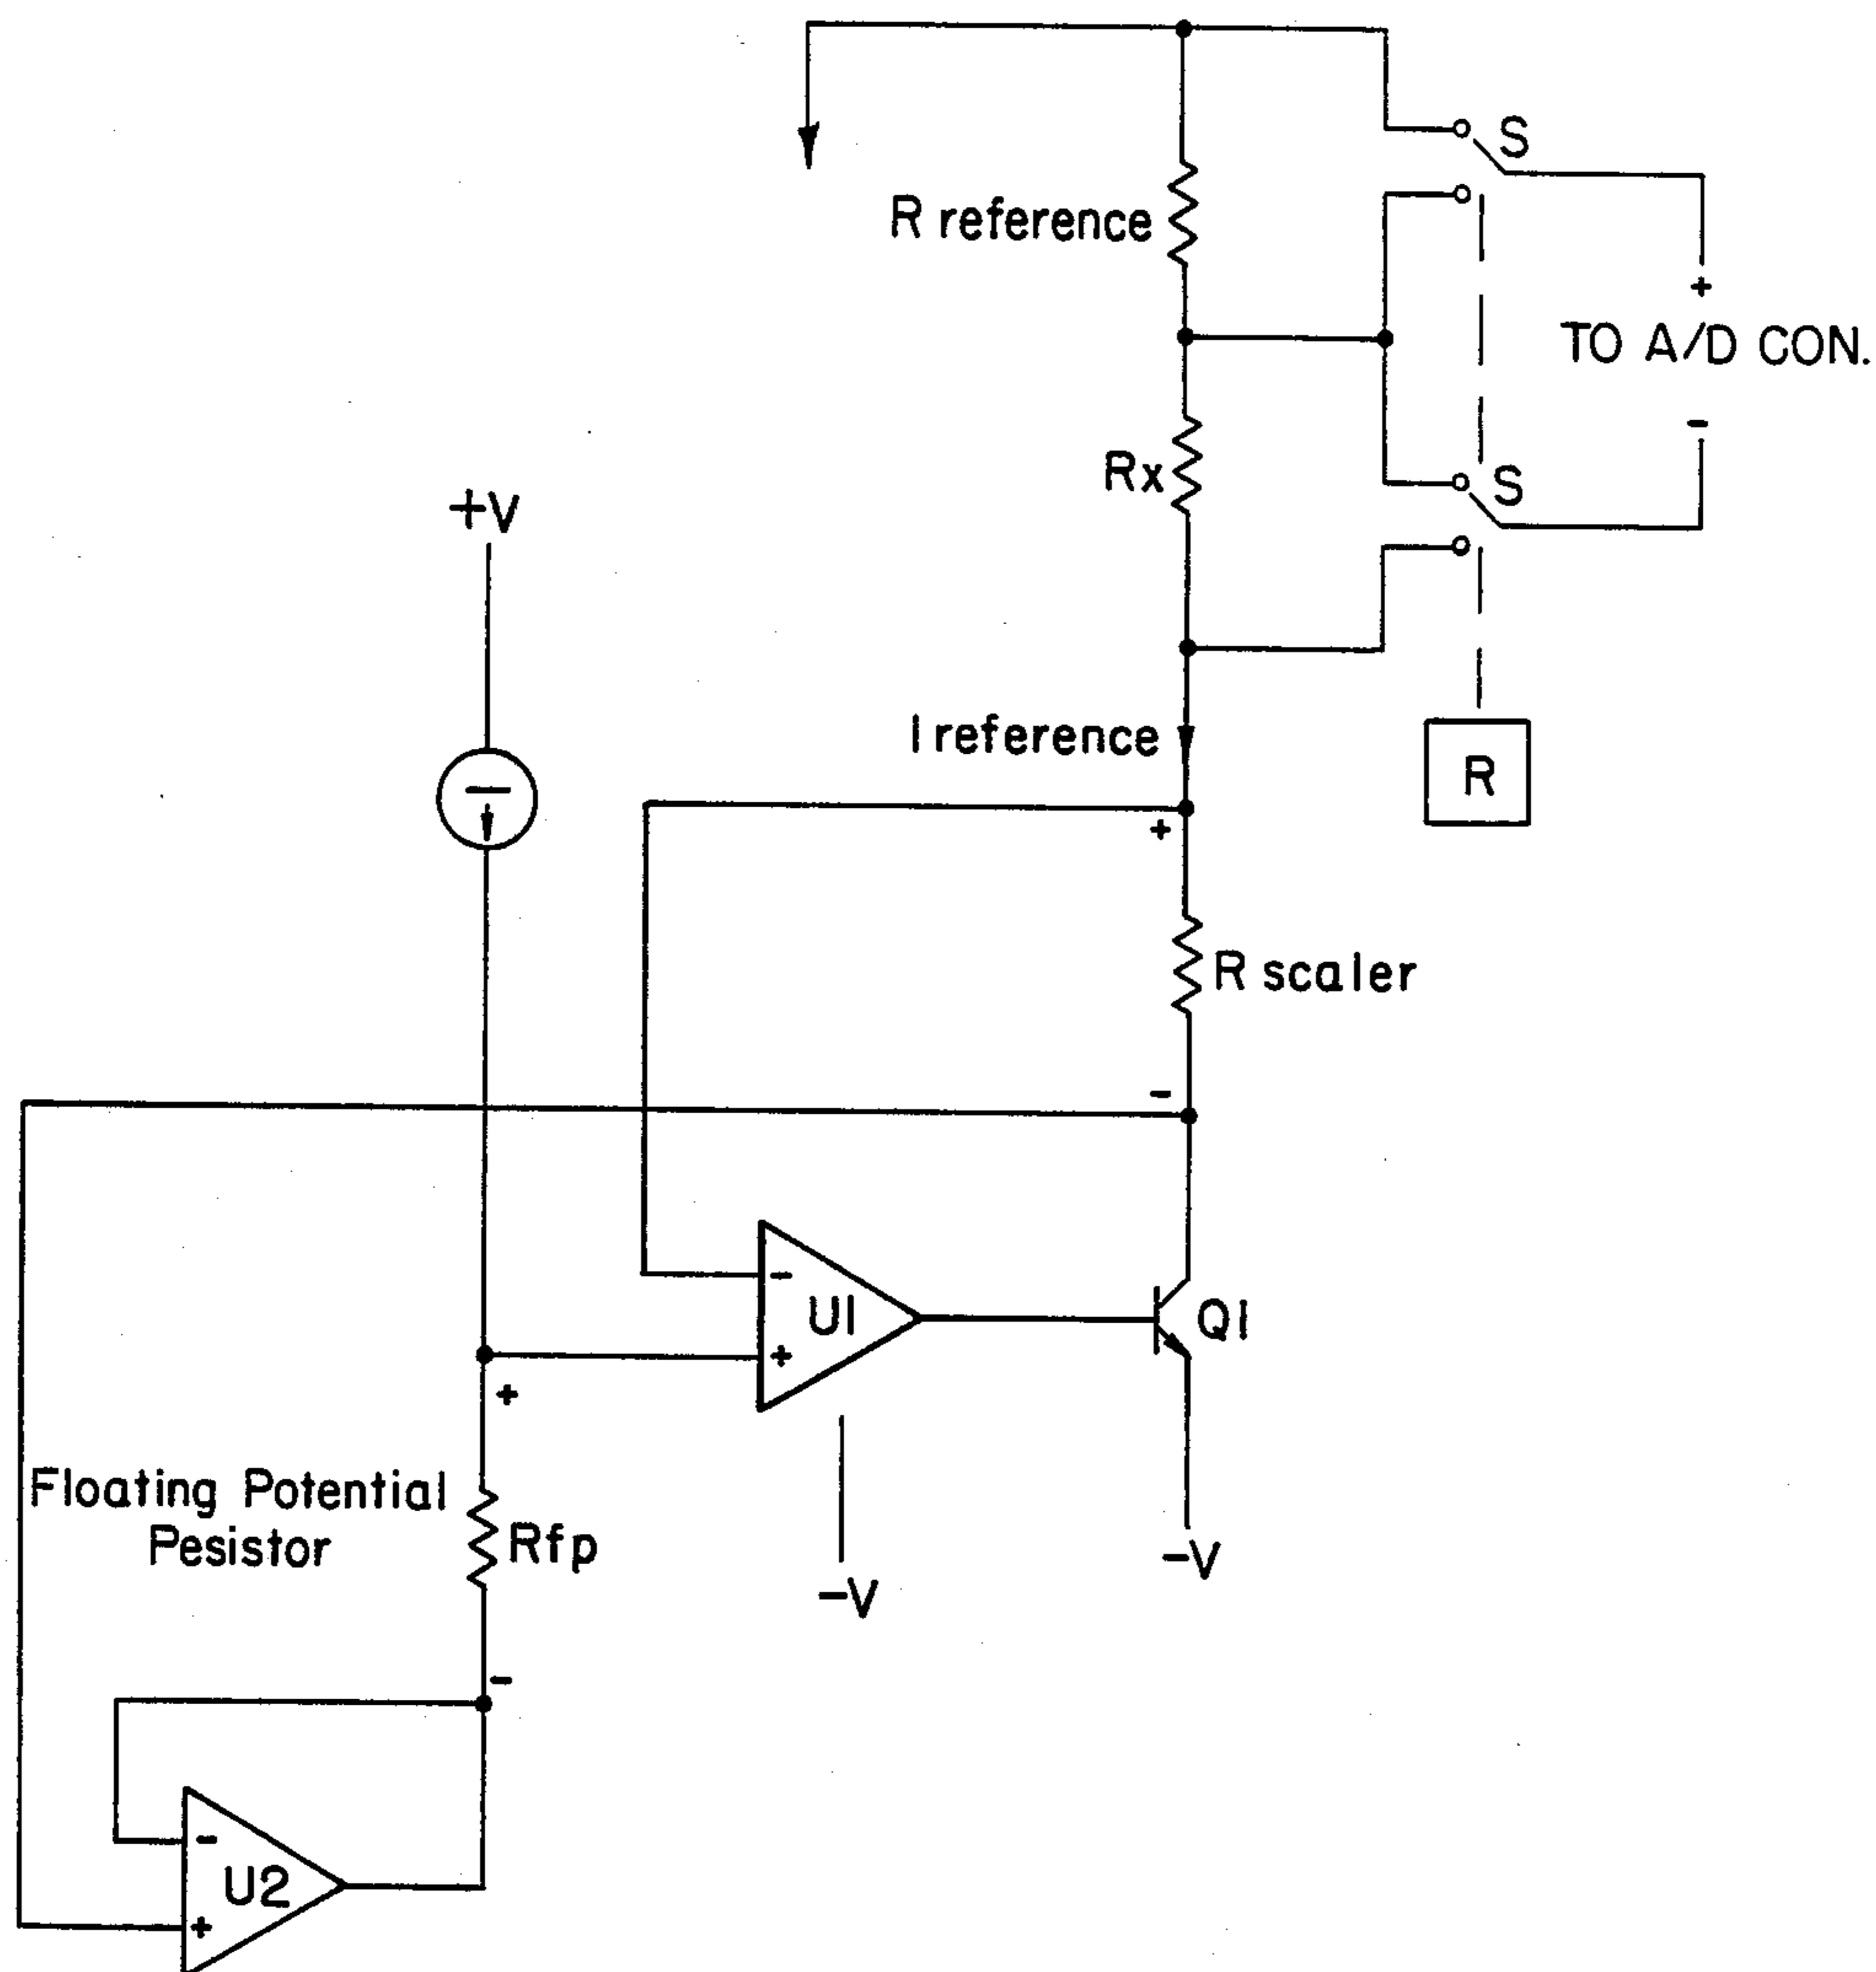 S
R reference
+
TO A/D CON.
-
Rx
S
+V
I reference
R
+
R scaler
-
-
U1
+
Q1
+
Floating Potential
Pesistor
Rfp
-V
-V
-
-
U2
+